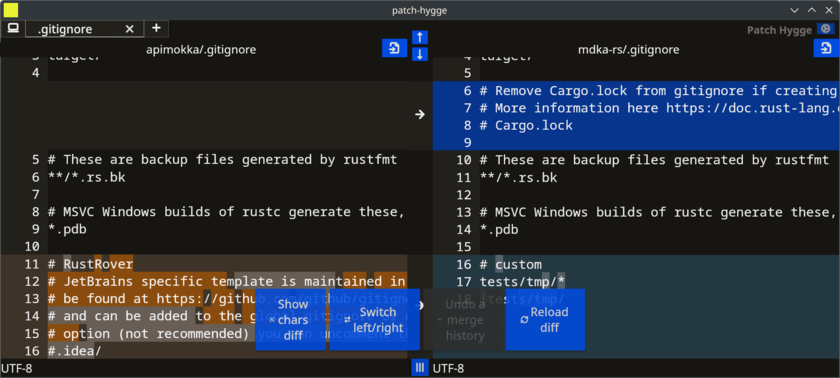 patch-hygge
.gitignore
Patch Hygge
apimokka/.gitignore
mdka-rs/.gitignore
3 target/
4
5 # These are backup files generated by rustfmt
6 **/*.rs.bk
7
8 # MSVC Windows builds of rustc generate these,
9 *.pdb
10
11 # RustRover
12 # JetBrains specific template is maintained in
13 # be found at https://github.com/github/gitign
14 # and can be added to the global gitignore
15 # option (not recommended) you can uncomment
16 #.idea/
4 target/
5
6 # Remove Cargo.lock from gitignore if creating
7 # More information here https://doc.rust-lang.
8 # Cargo.lock
9
10 # These are backup files generated by rustfmt
11 **/*.rs.bk
12
13 # MSVC Windows builds of rustc generate these,
14 *.pdb
15
16 # custom
17 tests/tmp/*
18 !tests/tmp/
Show
chars
diff
Switch
left/right
Undo a
merge
history
Reload
diff
UTF-8
UTF-8